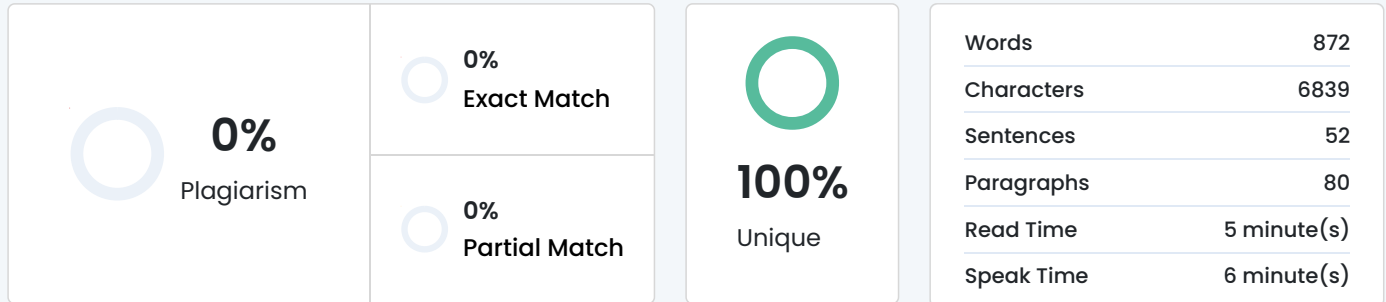 0%
Plagiarism
0%
Exact Match
0%
Partial Match
100%
Unique
Words 872
Characters 6839
Sentences 52
Paragraphs 80
Read Time 5 minute(s)
Speak Time 6 minute(s)